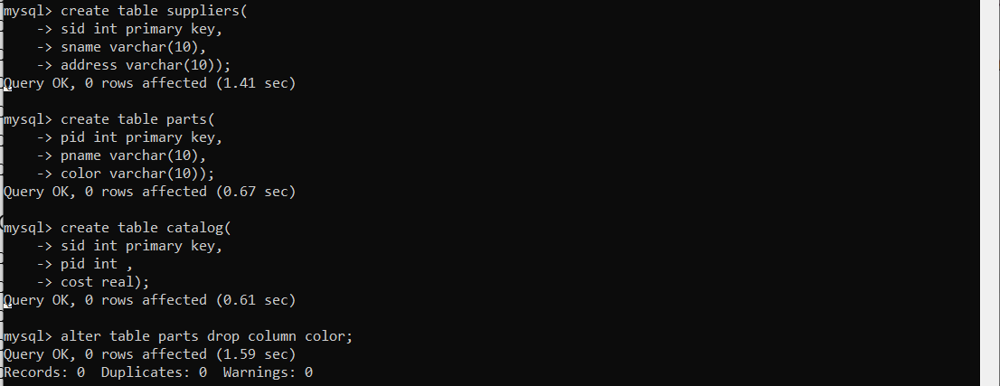 mysql> create table suppliers(
    -> sid int primary key,
    -> sname varchar(10),
    -> address varchar(10));
Query OK, 0 rows affected (1.41 sec)

mysql> create table parts(
    -> pid int primary key,
    -> pname varchar(10),
    -> color varchar(10));
Query OK, 0 rows affected (0.67 sec)

mysql> create table catalog(
    -> sid int primary key,
    -> pid int ,
    -> cost real);
Query OK, 0 rows affected (0.61 sec)

mysql> alter table parts drop column color;
Query OK, 0 rows affected (1.59 sec)
Records: 0  Duplicates: 0  Warnings: 0